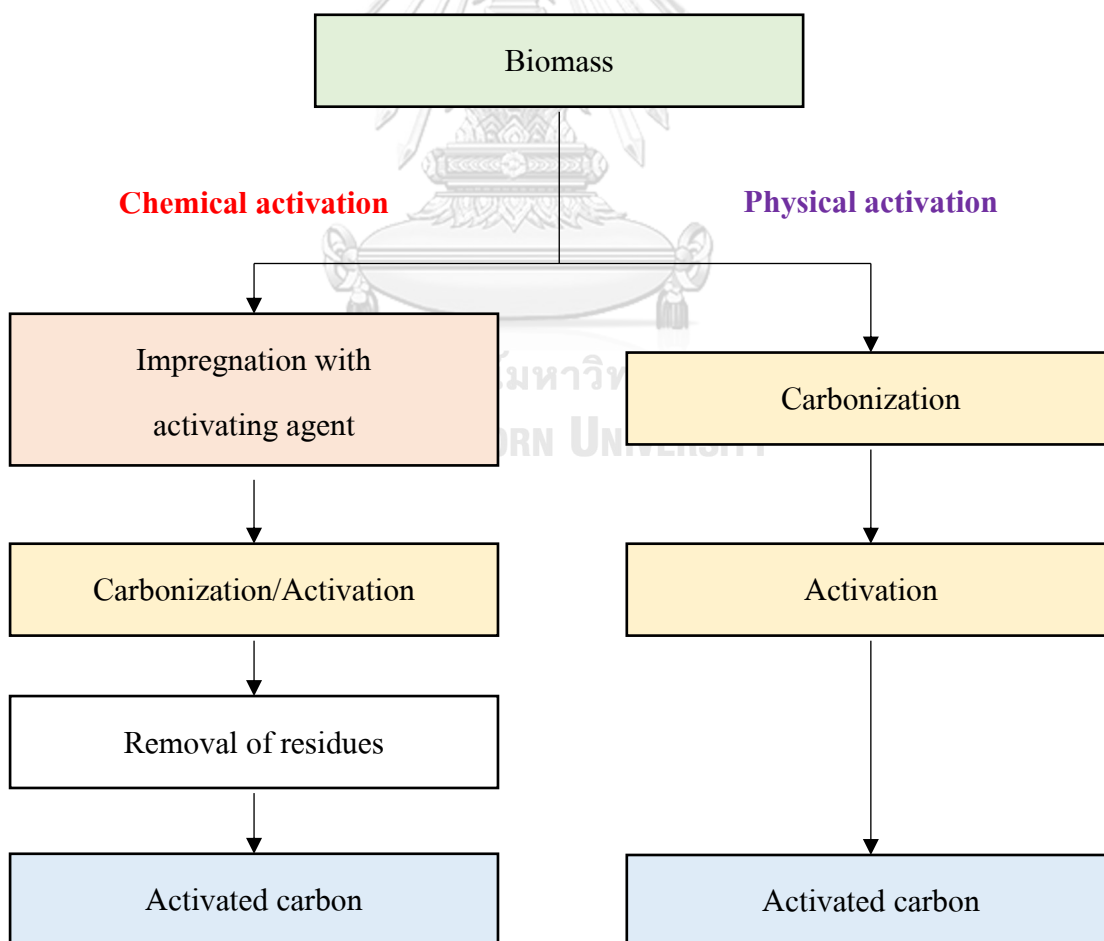 Biomass
Chemical activation
Physical activation
Impregnation with
activating agent
Carbonization
Carbonization/Activation
Activation
Removal of residues
Activated carbon
Activated carbon
UNIVERSITY